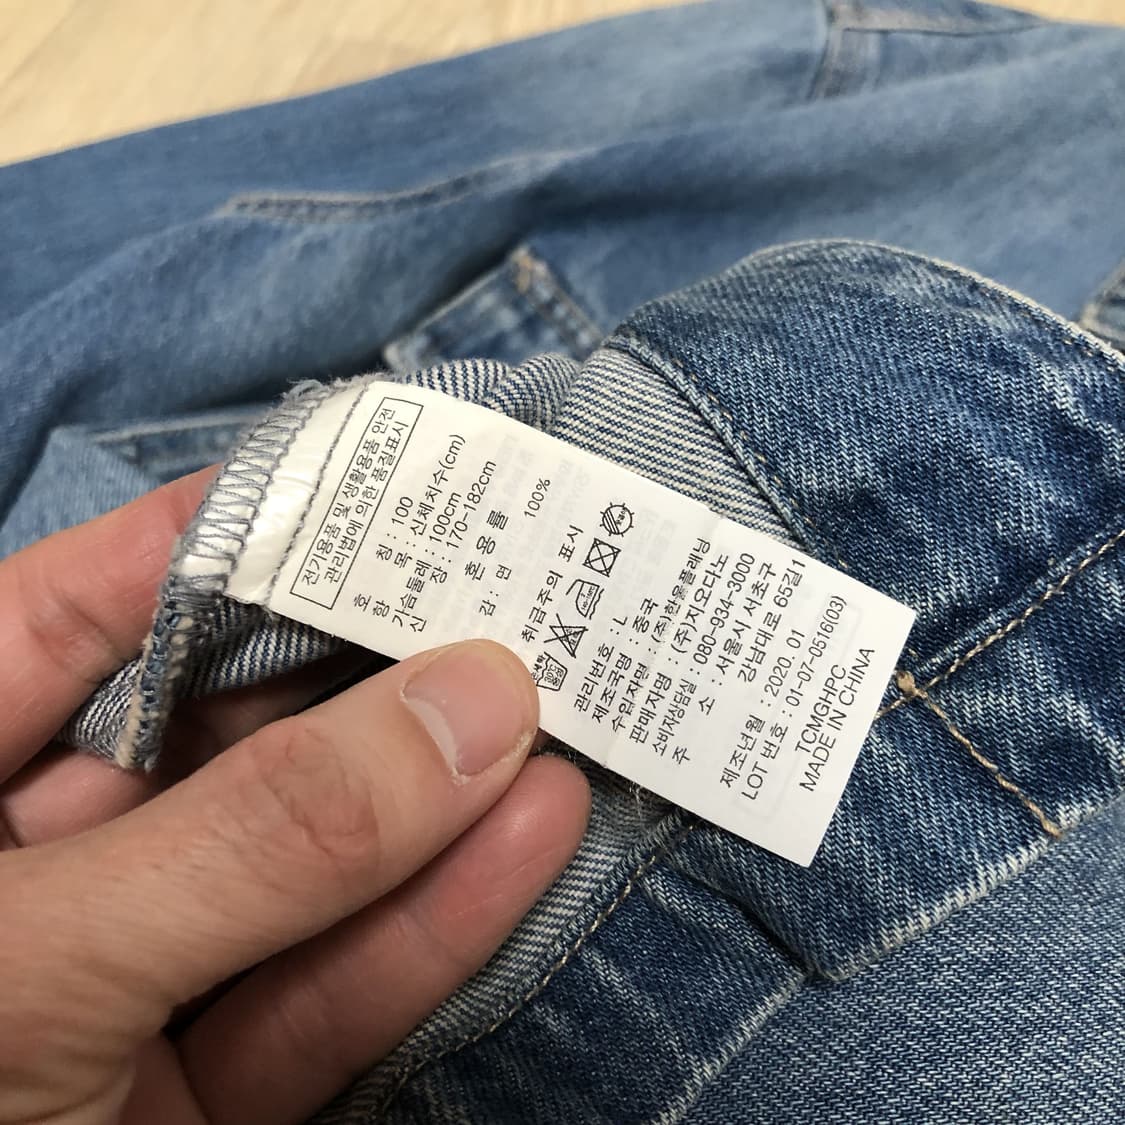 전기용품 및 생활용품 안전
관리법에 의한 품질표시
호 칭 : 100
항 목 : 신체치수(cm)
가슴둘레 : 100cm
신 장 : 170-182cm
혼 용 률
겉 감 : 면 100%
취급주의 표시
관리번호 : L
제조국명 : 중국
수입자명 : (주)한울플래닝
판매자명 : (주)지오다노
소비자상담실 : 080-934-3000
주 소 : 서울시 서초구
강남대로 65길1
제조년월 : 2020. 01
LOT 번호 : 01-07-0516(03)
TCMGHPC
MADE IN CHINA